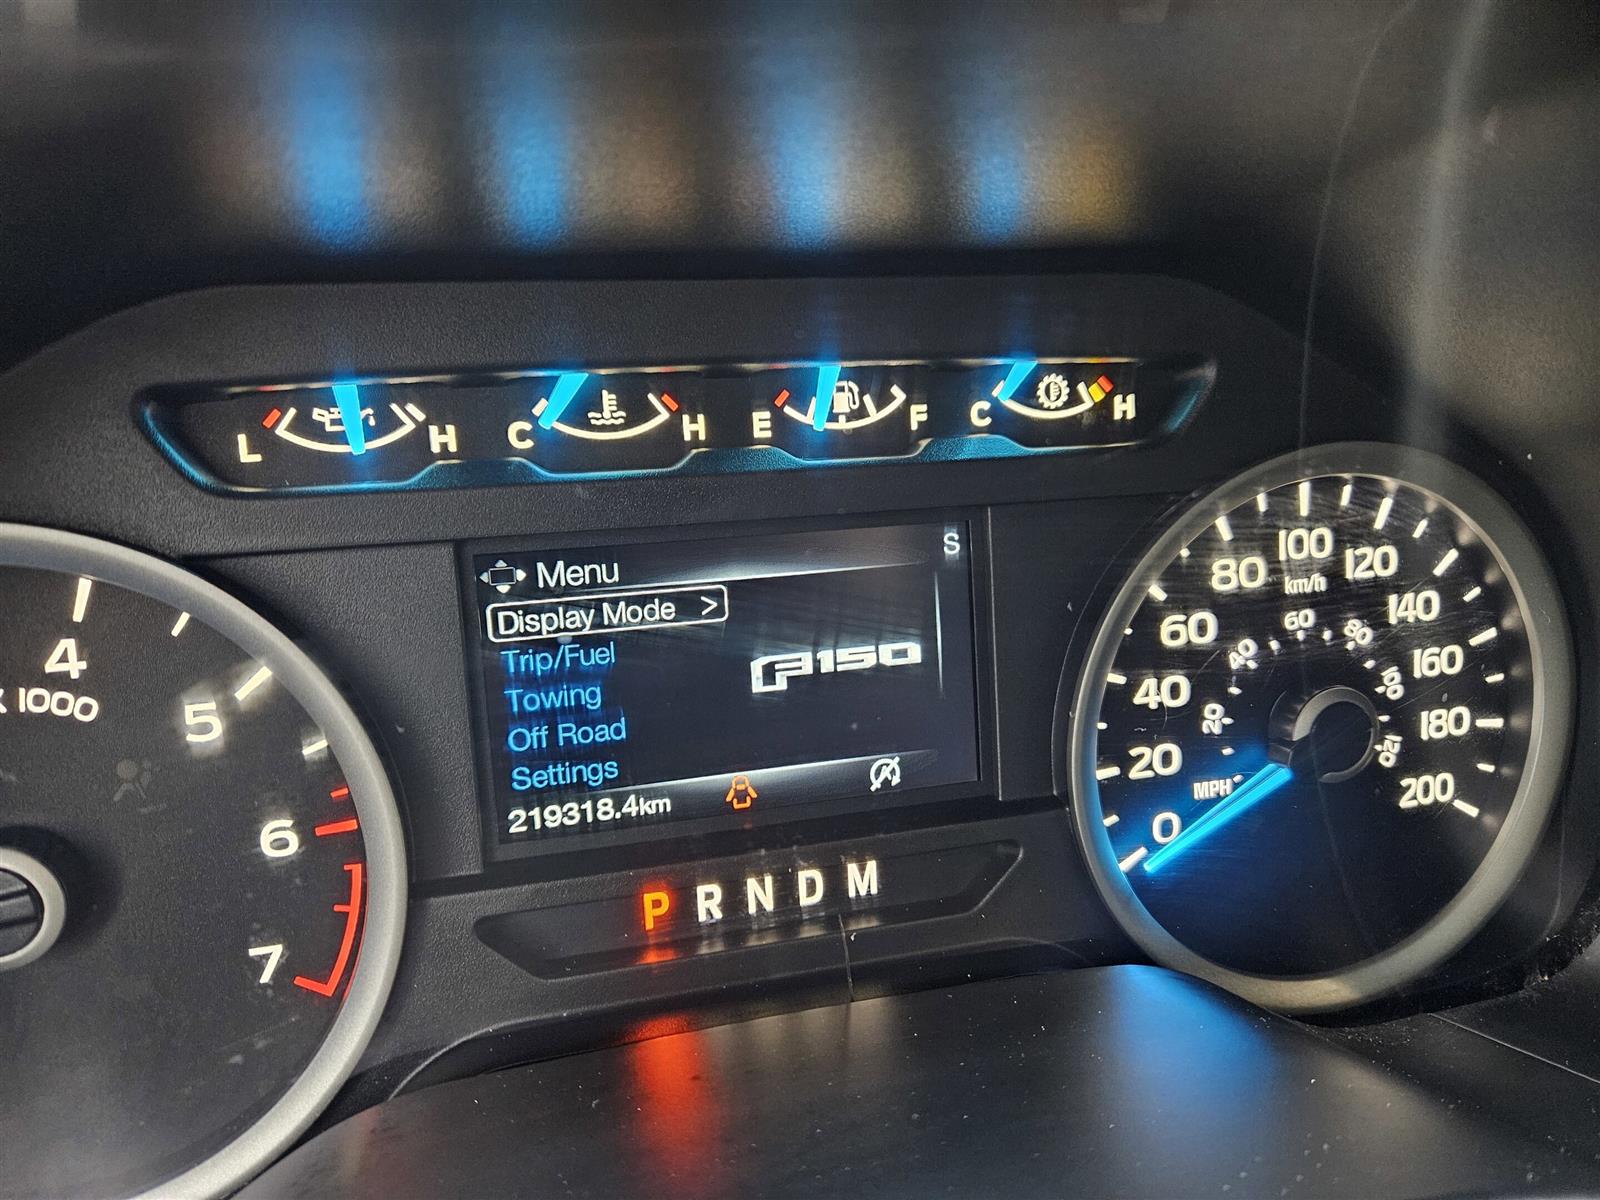 L H C H E F C H
S
Menu
Display Mode >
Trip/Fuel
Towing
Off Road
Settings
F150
219318.4km
P R N D M
4
x 1000
5
6
7
0
20
40
60
80
100
120
140
160
180
200
km/h
MPH
20
40
60
80
100
120